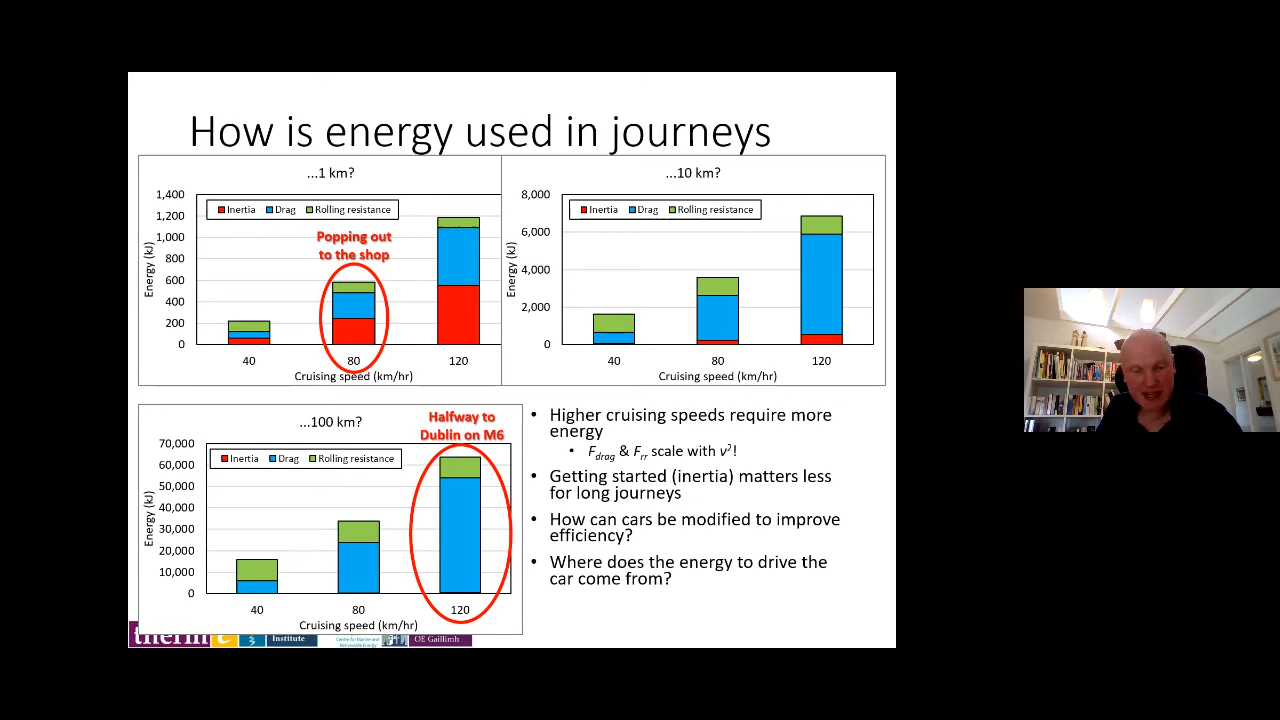 How is energy used in journeys
...1 km?
1,400
1,200
1,000
800
600
400
200
0
Energy (kJ)
Inertia Drag Rolling resistance
Popping out
to the shop
40 80 120
Cruising speed (km/hr)
...10 km?
8,000
6,000
4,000
2,000
0
Energy (kJ)
Inertia Drag Rolling resistance
40 80 120
Cruising speed (km/hr)
...100 km?
70,000
60,000
50,000
40,000
30,000
20,000
10,000
0
Energy (kJ)
Inertia Drag Rolling resistance
Halfway to
Dublin on M6
40 80 120
Cruising speed (km/hr)
• Higher cruising speeds require more
energy
• Fdrag & Frr scale with v²!
• Getting started (inertia) matters less
for long journeys
• How can cars be modified to improve
efficiency?
• Where does the energy to drive the
car come from?
Institute
Centre for Marine and
Renewable Energy
OE Gaillimh